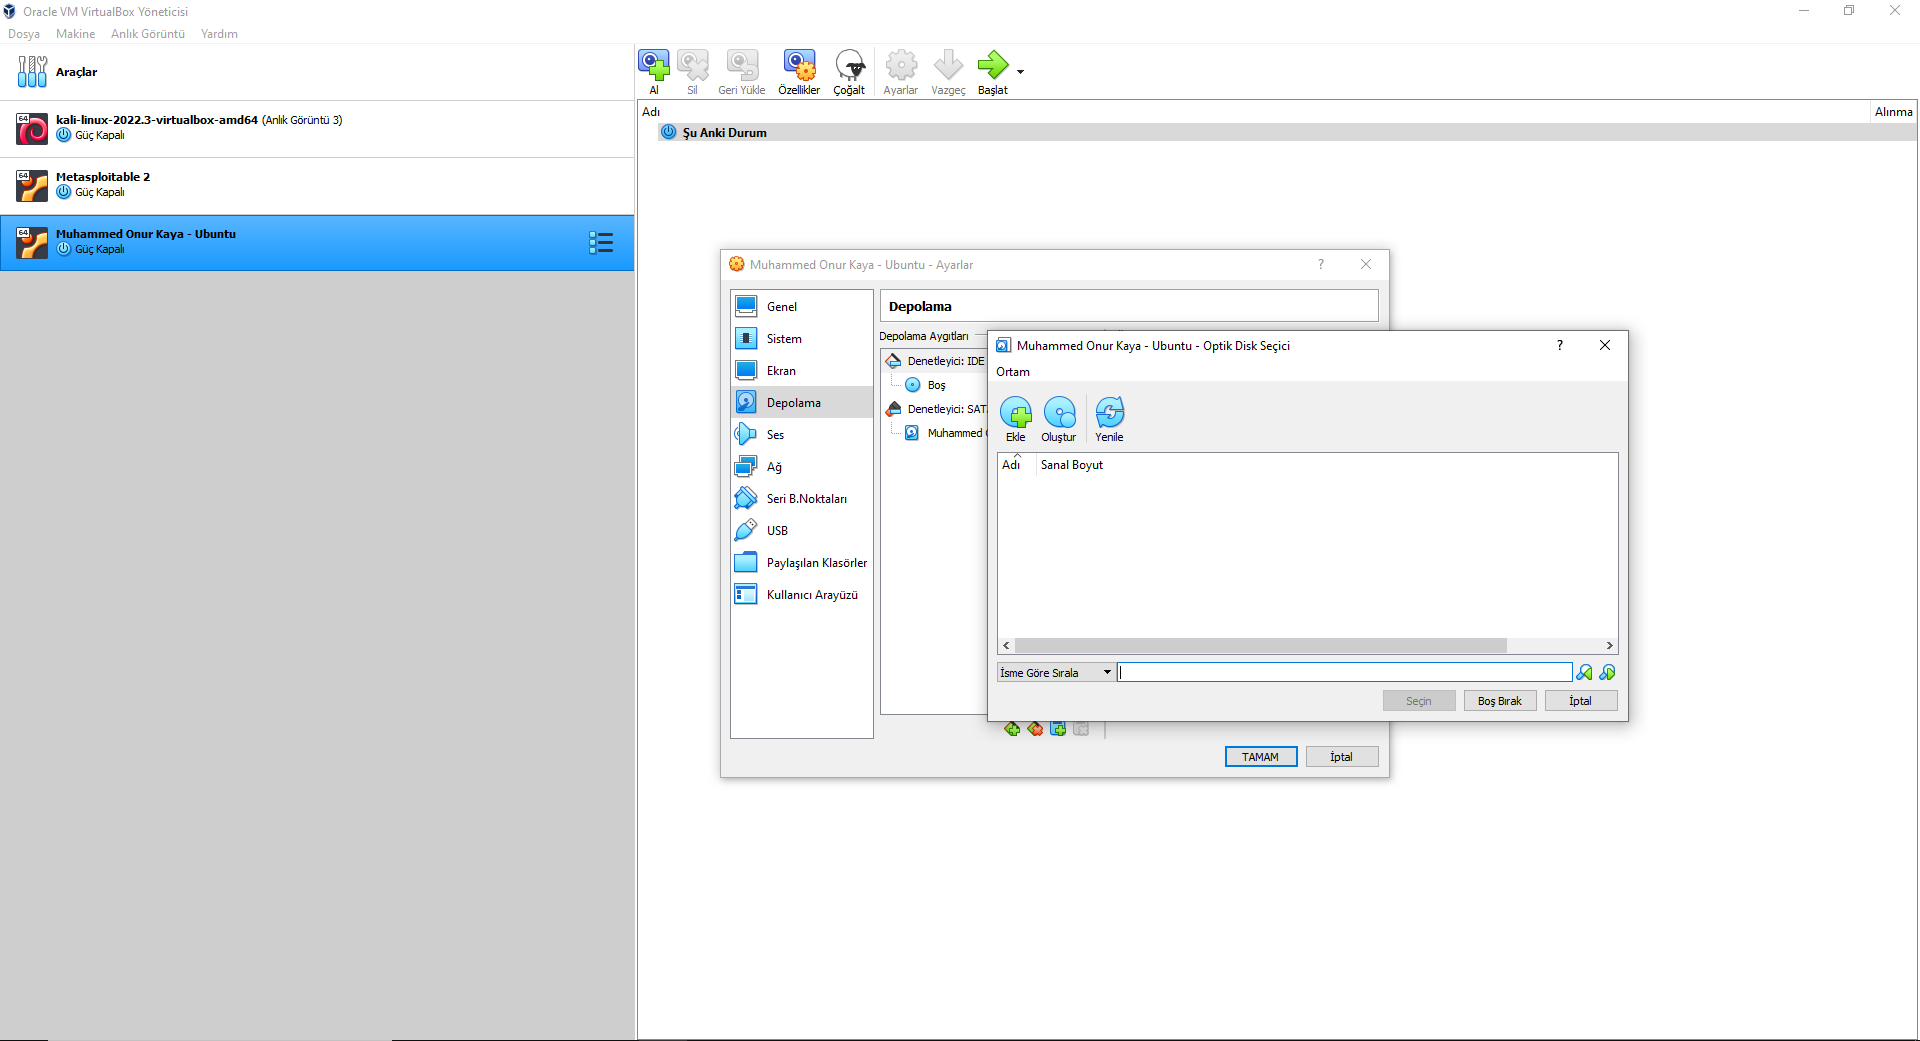 Oracle VM VirtualBox Yöneticisi
Dosya Makine Anlık Görüntü Yardım
Araçlar
64
kali-linux-2022.3-virtualbox-amd64 (Anlık Görüntü 3)
Güç Kapalı
64
Metasploitable 2
Güç Kapalı
64
Muhammed Onur Kaya - Ubuntu
Güç Kapalı
Al Sil Geri Yükle Özellikler Çoğalt Ayarlar Vazgeç Başlat
Adı Alınma
Şu Anki Durum
Muhammed Onur Kaya - Ubuntu - Ayarlar ?
Genel
Sistem
Ekran
Depolama
Ses
Ağ
Seri B.Noktaları
USB
Paylaşılan Klasörler
Kullanıcı Arayüzü
Depolama
Depolama Aygıtları
Denetleyici: IDE
Boş
Denetleyici: SAT
Muhammed
TAMAM İptal
Muhammed Onur Kaya - Ubuntu - Optik Disk Seçici ?
Ortam
Ekle Oluştur Yenile
Adı Sanal Boyut
İsme Göre Sırala
Seçin Boş Bırak İptal